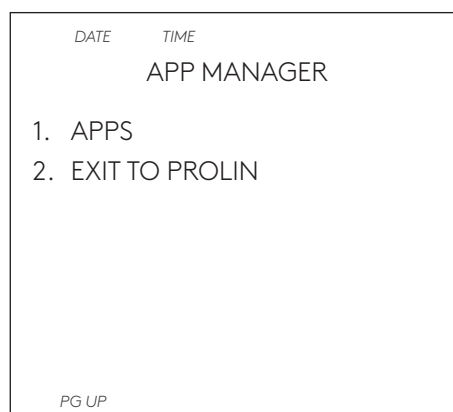 DATE TIME
APP MANAGER
1. APPS
2. EXIT TO PROLIN
PG UP